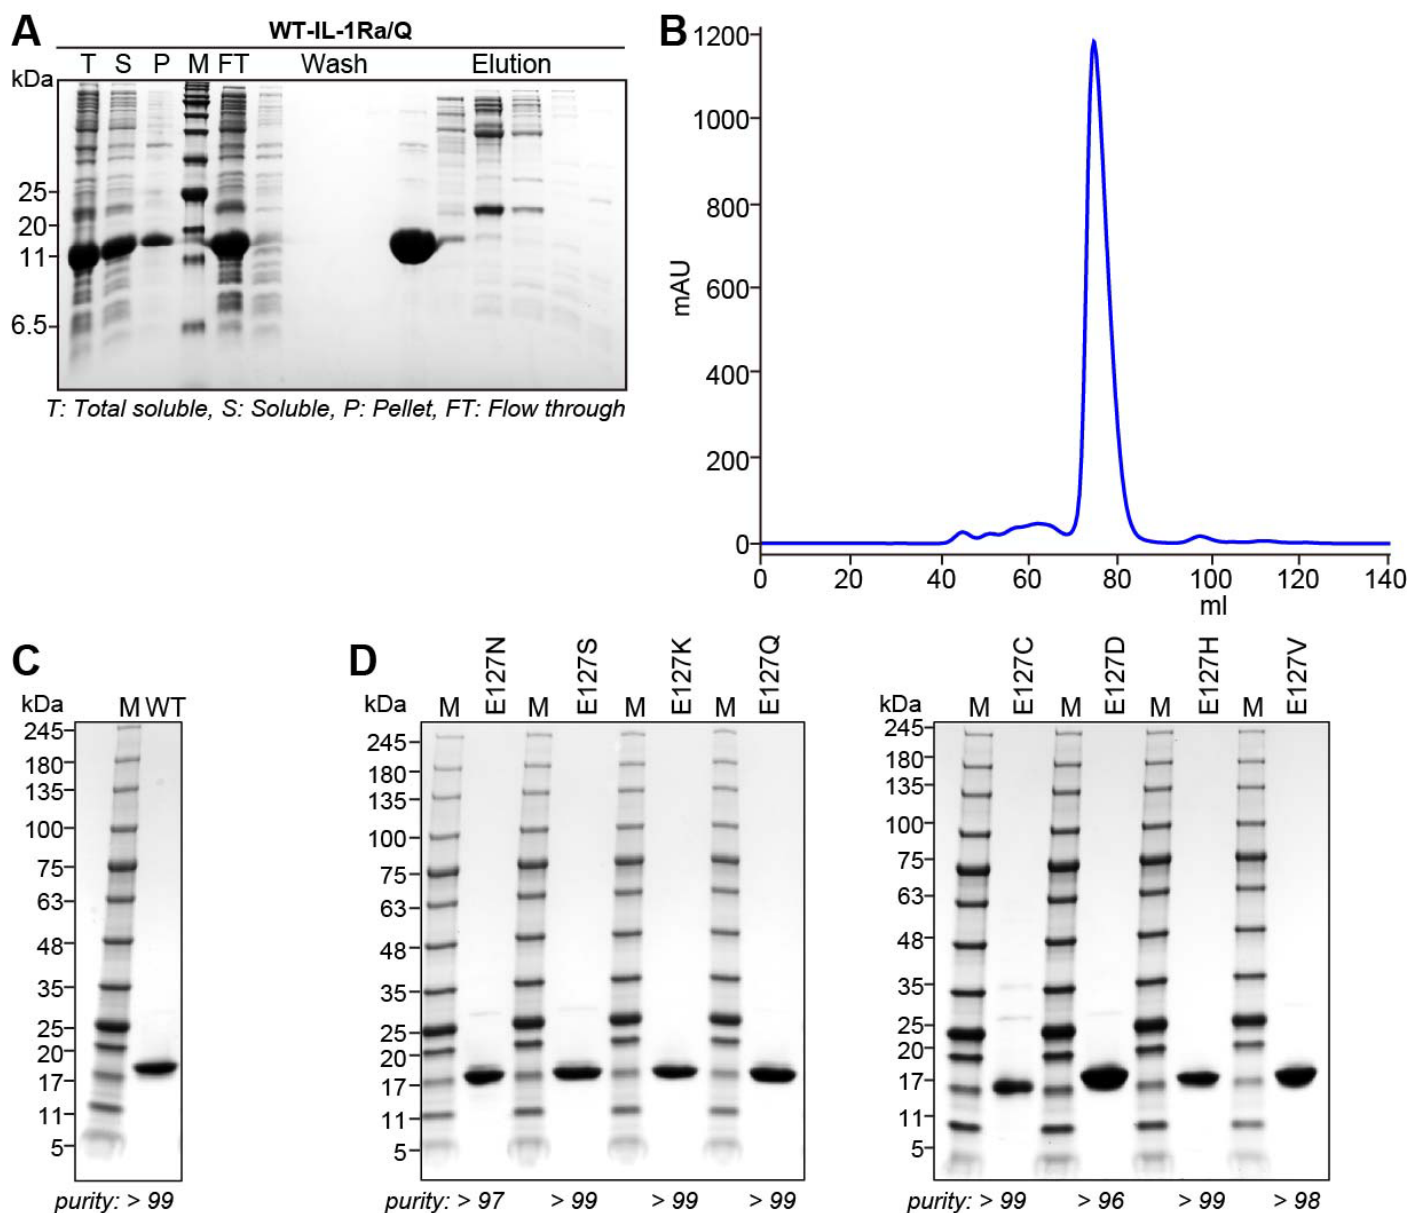 A
WT-IL-1Ra/Q
T S P M FT Wash Elution
kDa
25
20
11
6.5
T: Total soluble, S: Soluble, P: Pellet, FT: Flow through
B
1200
1000
800
600
400
200
0
mAU
0 20 40 60 80 100 120 140
ml
C
kDa M WT
245
180
135
100
75
63
48
35
25
20
17
11
5
purity: > 99
D
kDa M E127N M E127S M E127K M E127Q
245
180
135
100
75
63
48
35
25
20
17
11
5
purity: > 97 > 99 > 99 > 99
kDa M E127C M E127D M E127H M E127V
245
180
135
100
75
63
48
35
25
20
17
11
5
purity: > 99 > 96 > 99 > 98